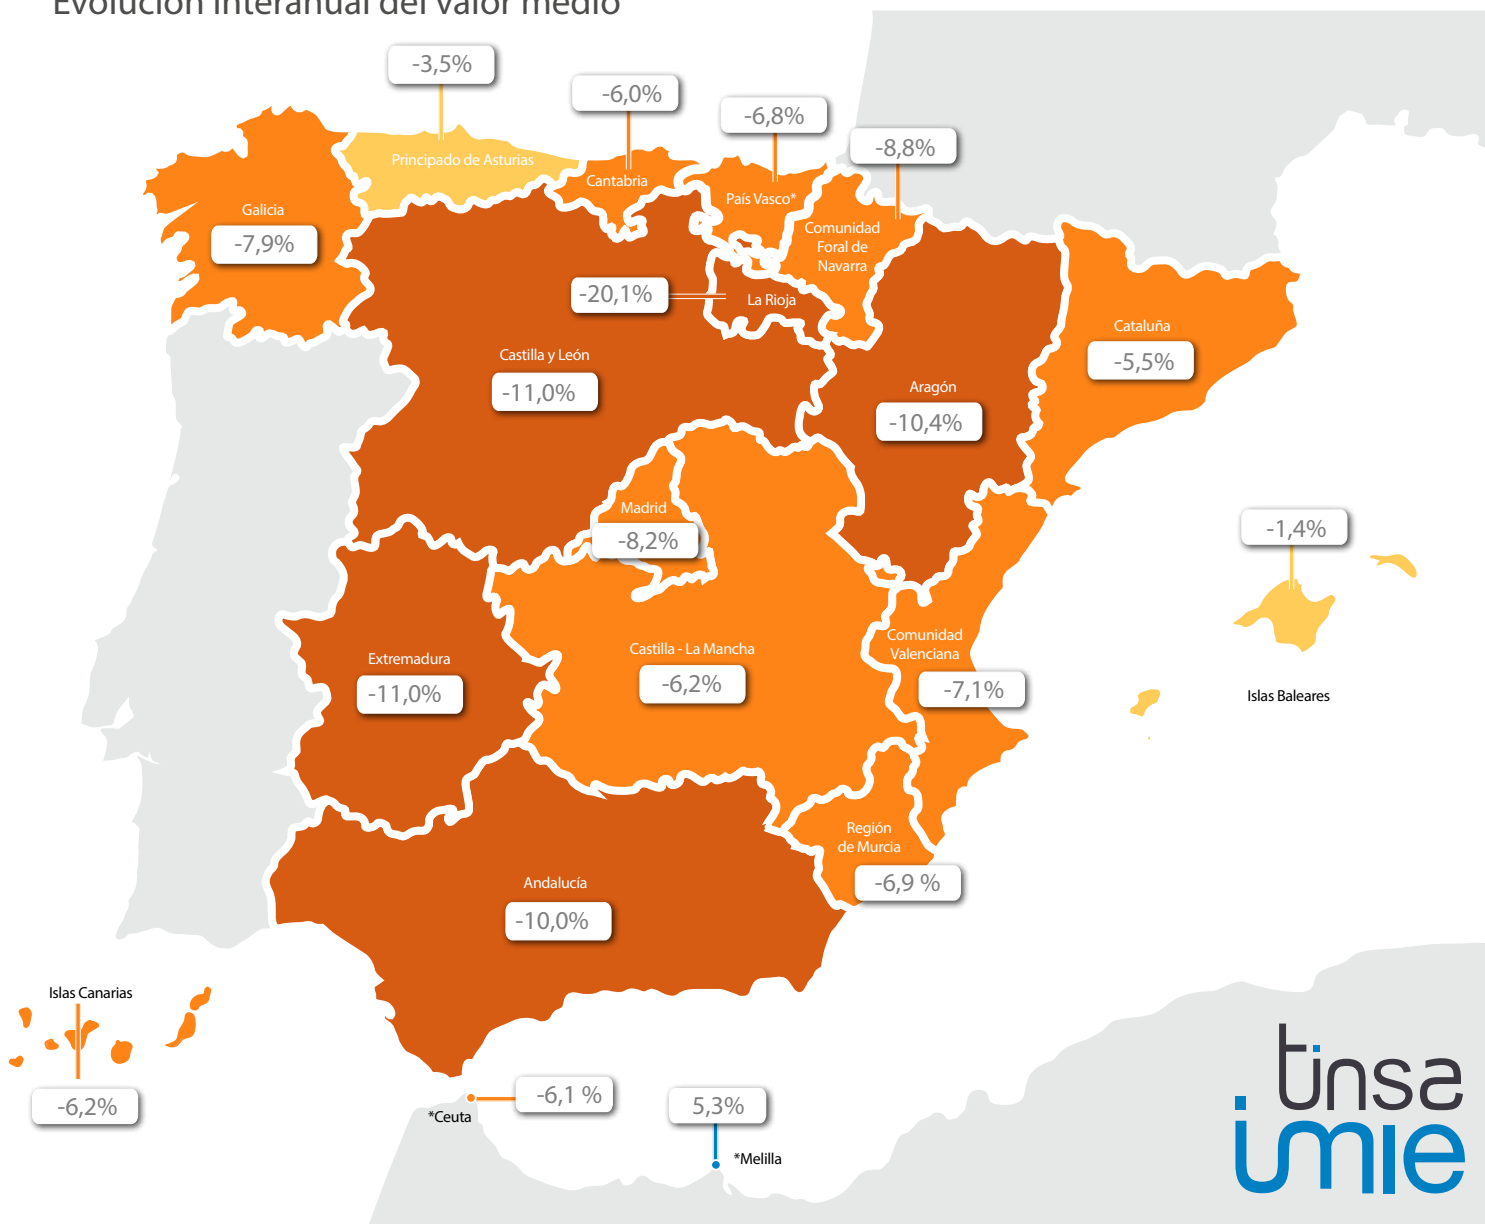 Evolución interanual del valor medio
-3,5%
-6,0%
-6,8%
-8,8%
Principado de Asturias
Cantabria
País Vasco*
Galicia
-7,9%
Comunidad
Foral de
Navarra
-20,1%
La Rioja
Cataluña
-5,5%
Castilla y León
-11,0%
Aragón
-10,4%
Madrid
-8,2%
-1,4%
Islas Baleares
Comunidad
Valenciana
-7,1%
Castilla - La Mancha
-6,2%
Extremadura
-11,0%
Región
de Murcia
-6,9 %
Andalucía
-10,0%
Islas Canarias
-6,2%
*Ceuta
-6,1 %
5,3%
*Melilla
tinsa
imie